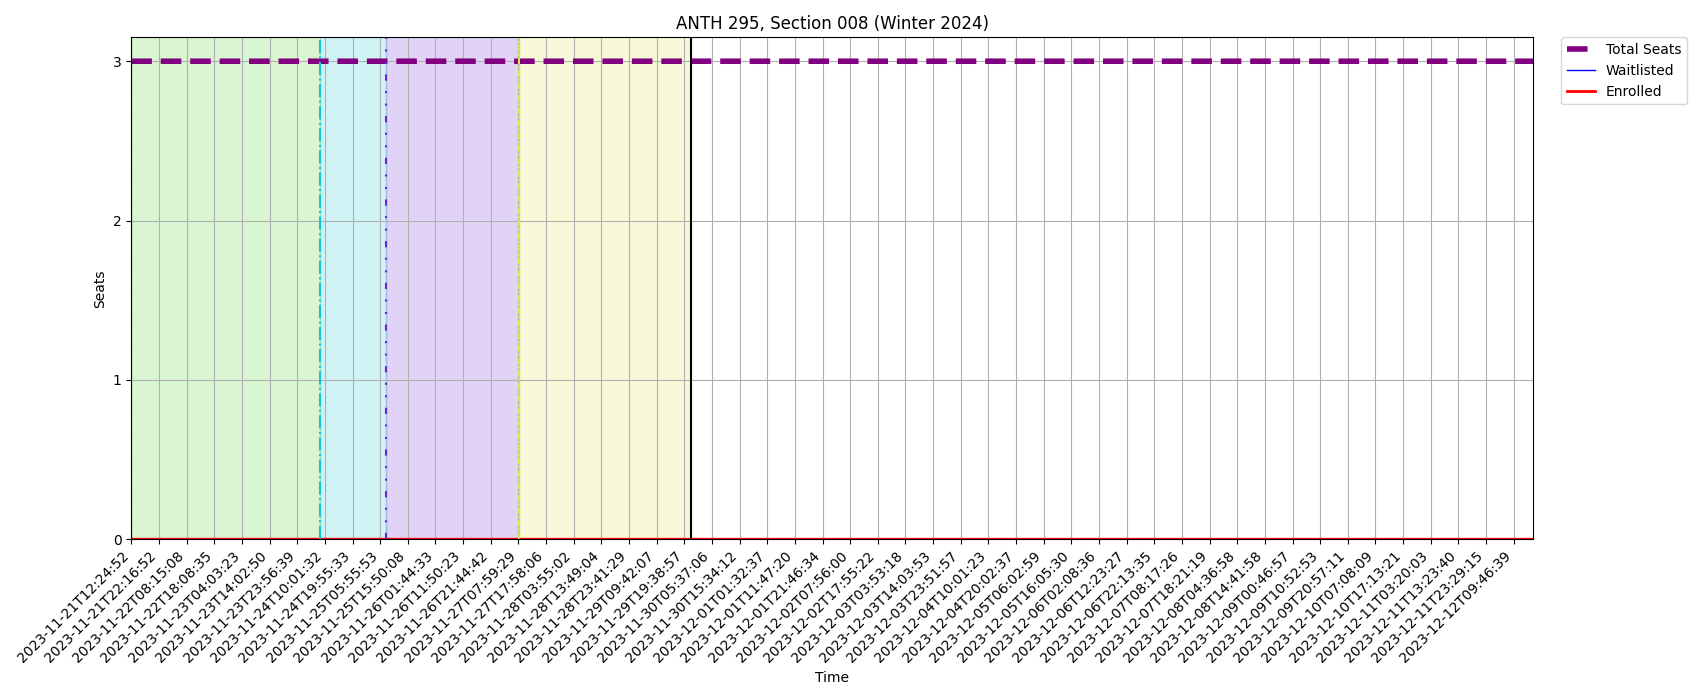 ANTH 295, Section 008 (Winter 2024)
Total Seats
Waitlisted
Enrolled
Seats
3
2
1
0
2023-11-21T12:24:52
2023-11-21T22:16:52
2023-11-22T08:15:08
2023-11-22T18:08:35
2023-11-23T04:03:23
2023-11-23T14:02:50
2023-11-23T23:56:39
2023-11-24T10:01:32
2023-11-24T19:55:33
2023-11-25T05:55:53
2023-11-25T15:50:08
2023-11-26T01:44:33
2023-11-26T11:50:23
2023-11-26T21:44:42
2023-11-27T07:59:29
2023-11-27T17:58:06
2023-11-28T03:55:02
2023-11-28T13:49:04
2023-11-28T23:41:29
2023-11-29T09:42:07
2023-11-29T19:38:57
2023-11-30T05:37:06
2023-11-30T15:34:12
2023-12-01T01:32:37
2023-12-01T11:47:20
2023-12-01T21:46:34
2023-12-02T07:56:00
2023-12-02T17:55:22
2023-12-03T03:53:18
2023-12-03T14:03:53
2023-12-03T23:51:57
2023-12-04T10:01:23
2023-12-04T20:02:37
2023-12-05T06:02:59
2023-12-05T16:05:30
2023-12-06T02:08:36
2023-12-06T12:23:27
2023-12-06T22:13:35
2023-12-07T08:17:26
2023-12-07T18:21:19
2023-12-08T04:36:58
2023-12-08T14:41:58
2023-12-09T00:46:57
2023-12-09T10:52:53
2023-12-09T20:57:11
2023-12-10T07:08:09
2023-12-10T17:13:21
2023-12-11T03:20:03
2023-12-11T13:23:40
2023-12-11T23:29:15
2023-12-12T09:46:39
Time